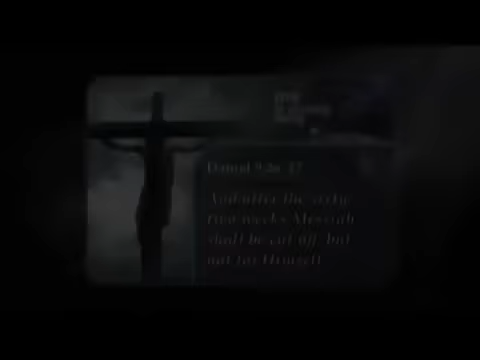 Daniel 9:26, 27
And after the sixty
two weeks Messiah
shall be cut off, but
not for Himself